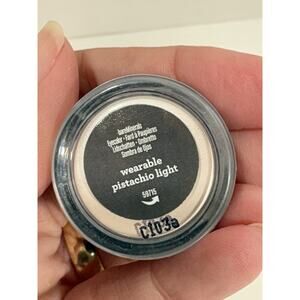 bareMinerals
Eyecolor • Fard à Paupières
Lidschatten • Ombretto
Sombra de Ojos
wearable
pistachio light
59715
C103a